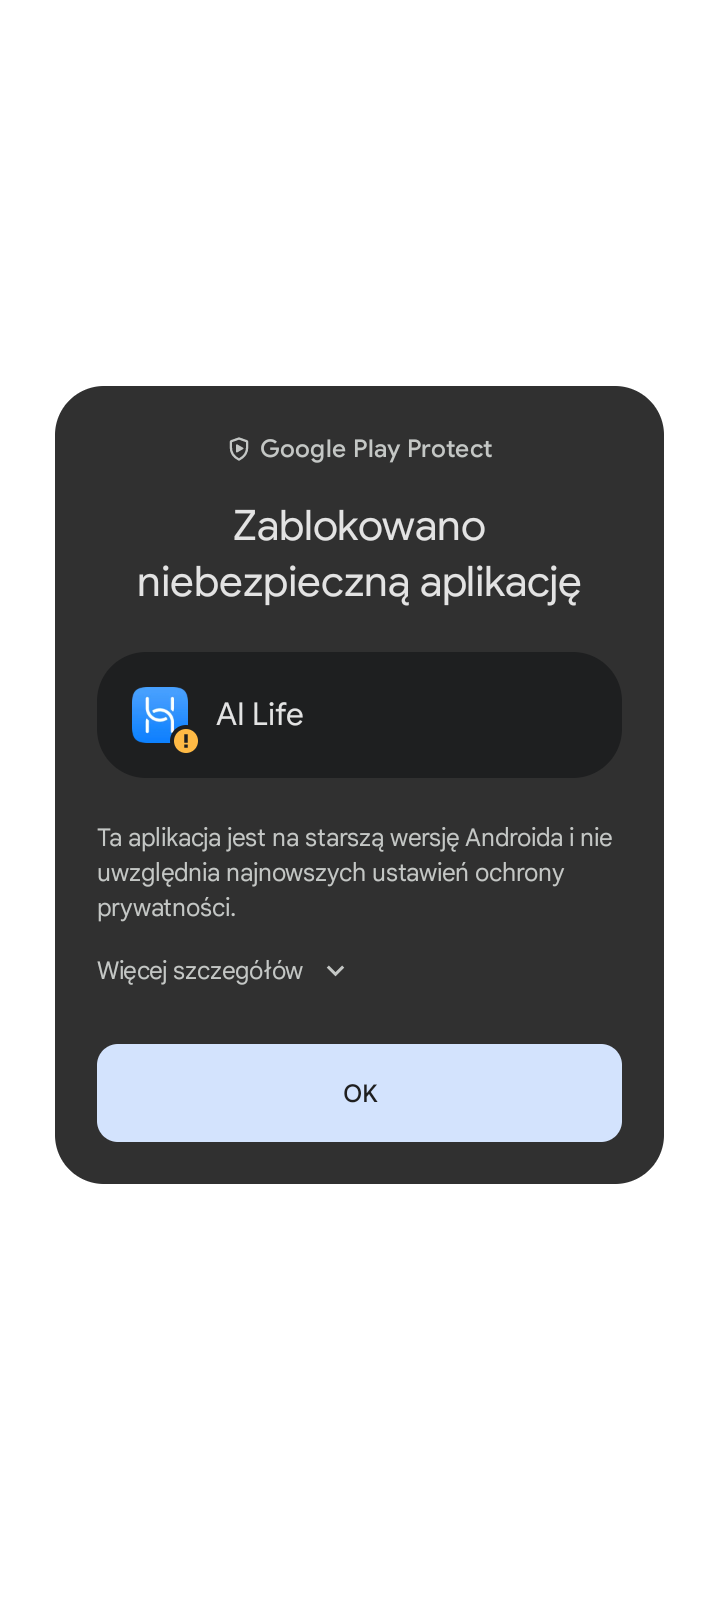 Google Play Protect
Zablokowano
niebezpieczną aplikację
AI Life
Ta aplikacja jest na starszą wersję Androida i nie
uwzględnia najnowszych ustawień ochrony
prywatności.
Więcej szczegółów
OK